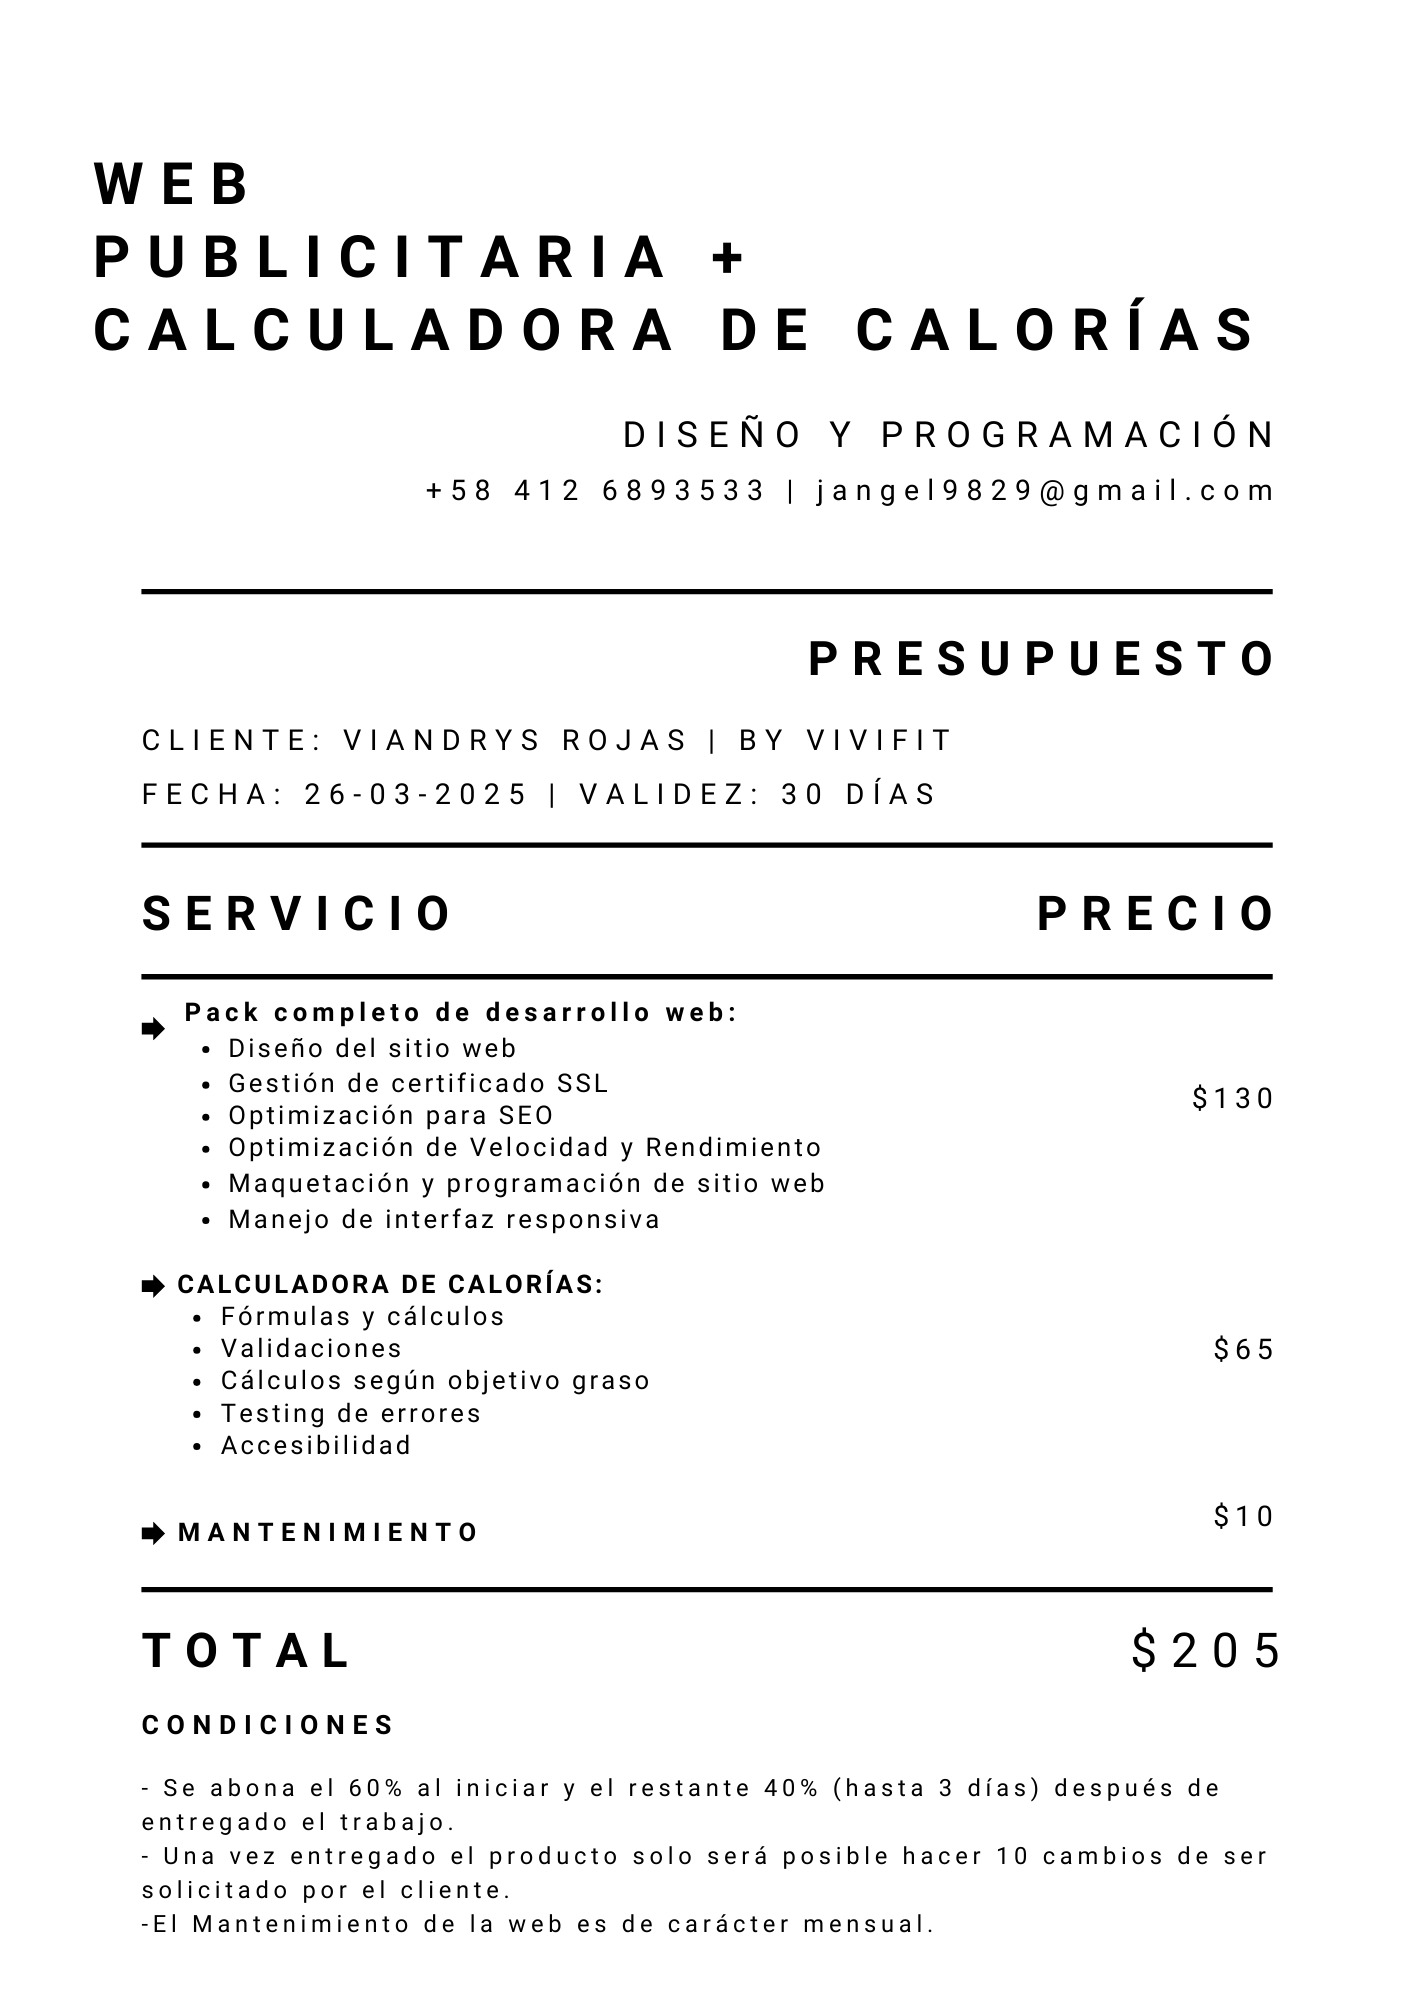 WEB
PUBLICITARIA +
CALCULADORA DE CALORÍAS
DISEÑO Y PROGRAMACIÓN
+58 412 6893533 | jangel9829@gmail.com
PRESUPUESTO
CLIENTE: VIANDRYS ROJAS | BY VIVIFIT
FECHA: 26-03-2025 | VALIDEZ: 30 DÍAS
SERVICIO PRECIO
Pack completo de desarrollo web:
• Diseño del sitio web
• Gestión de certificado SSL
$130
• Optimización para SEO
• Optimización de Velocidad y Rendimiento
• Maquetación y programación de sitio web
• Manejo de interfaz responsiva
CALCULADORA DE CALORÍAS:
• Fórmulas y cálculos
• Validaciones $65
• Cálculos según objetivo graso
• Testing de errores
• Accesibilidad
MANTENIMIENTO $10
TOTAL $205
CONDICIONES
- Se abona el 60% al iniciar y el restante 40% (hasta 3 días) después de
entregado el trabajo.
- Una vez entregado el producto solo será posible hacer 10 cambios de ser
solicitado por el cliente.
-El Mantenimiento de la web es de carácter mensual.